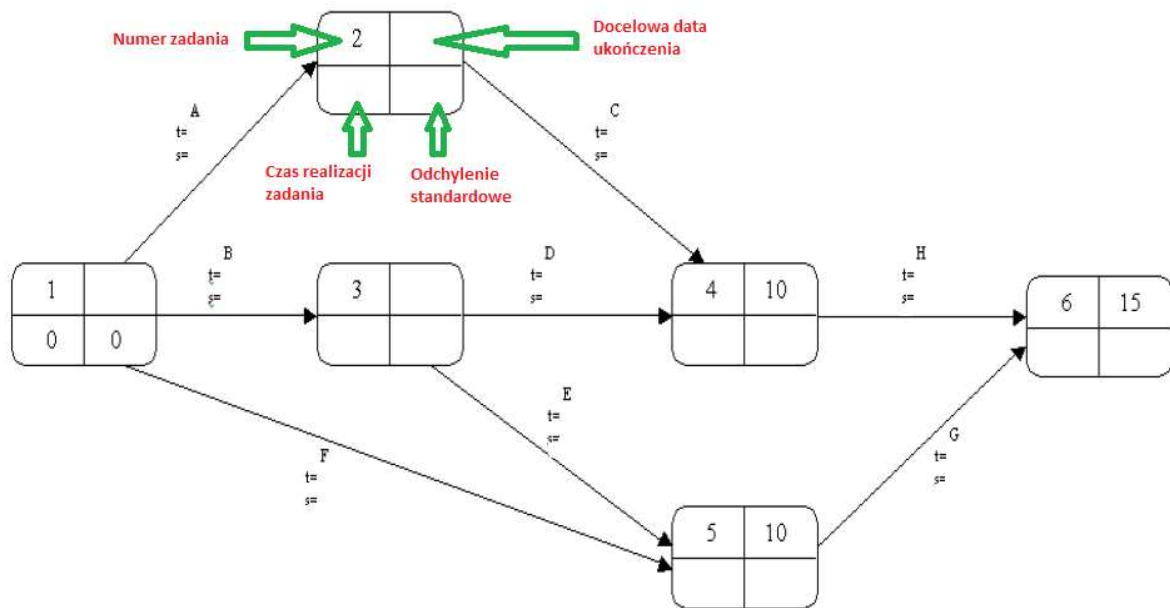 Numer zadania
2
Docelowa data
ukończenia
A
t=
s=
Czas realizacji
zadania
Odchylenie
standardowe
C
t=
s=
1
0 0
B
t=
s=
3
D
t=
s=
4 10
H
t=
s=
6 15
E
t=
s=
F
t=
s=
G
t=
s=
5 10